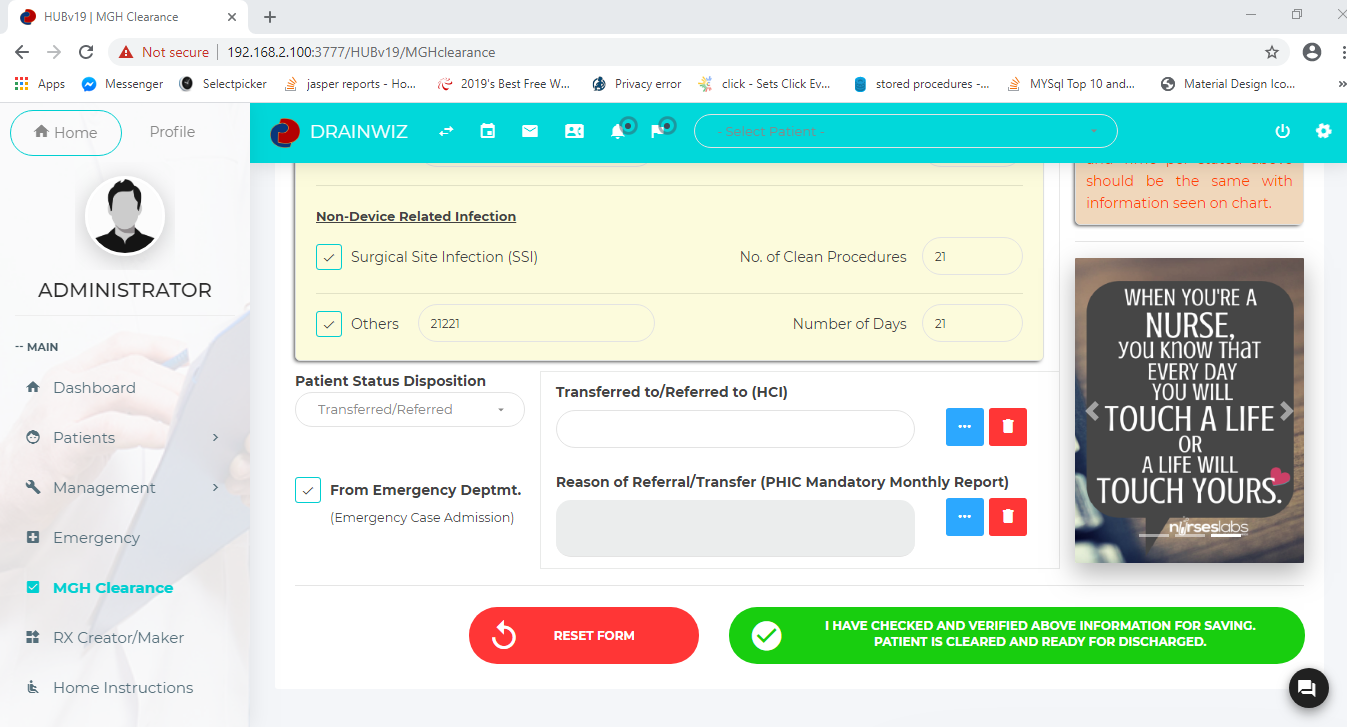 HUBv19 | MGH Clearance
Not secure | 192.168.2.100:3777/HUBv19/MGHclearance
Apps
Messenger
Selectpicker
jasper reports - Ho...
2019's Best Free W...
Privacy error
click - Sets Click Ev...
stored procedures -...
MYSql Top 10 and...
Material Design Ico...
Home
Profile
DRAINWIZ
- Select Patient -
ADMINISTRATOR
-- MAIN
Dashboard
Patients
Management
Emergency
MGH Clearance
RX Creator/Maker
Home Instructions
Non-Device Related Infection
Surgical Site Infection (SSI)
No. of Clean Procedures
21
Others
21221
Number of Days
21
Patient Status Disposition
Transferred/Referred
From Emergency Deptmt.
(Emergency Case Admission)
Transferred to/Referred to (HCI)
Reason of Referral/Transfer (PHIC Mandatory Monthly Report)
RESET FORM
I HAVE CHECKED AND VERIFIED ABOVE INFORMATION FOR SAVING.
PATIENT IS CLEARED AND READY FOR DISCHARGED.
should be the same with
information seen on chart.
WHEN YOU'RE A
NURSE,
YOU KNOW THAT
EVERY DAY
YOU WILL
TOUCH A LIFE
OR
A LIFE WILL
TOUCH YOURS.
nurseslabs